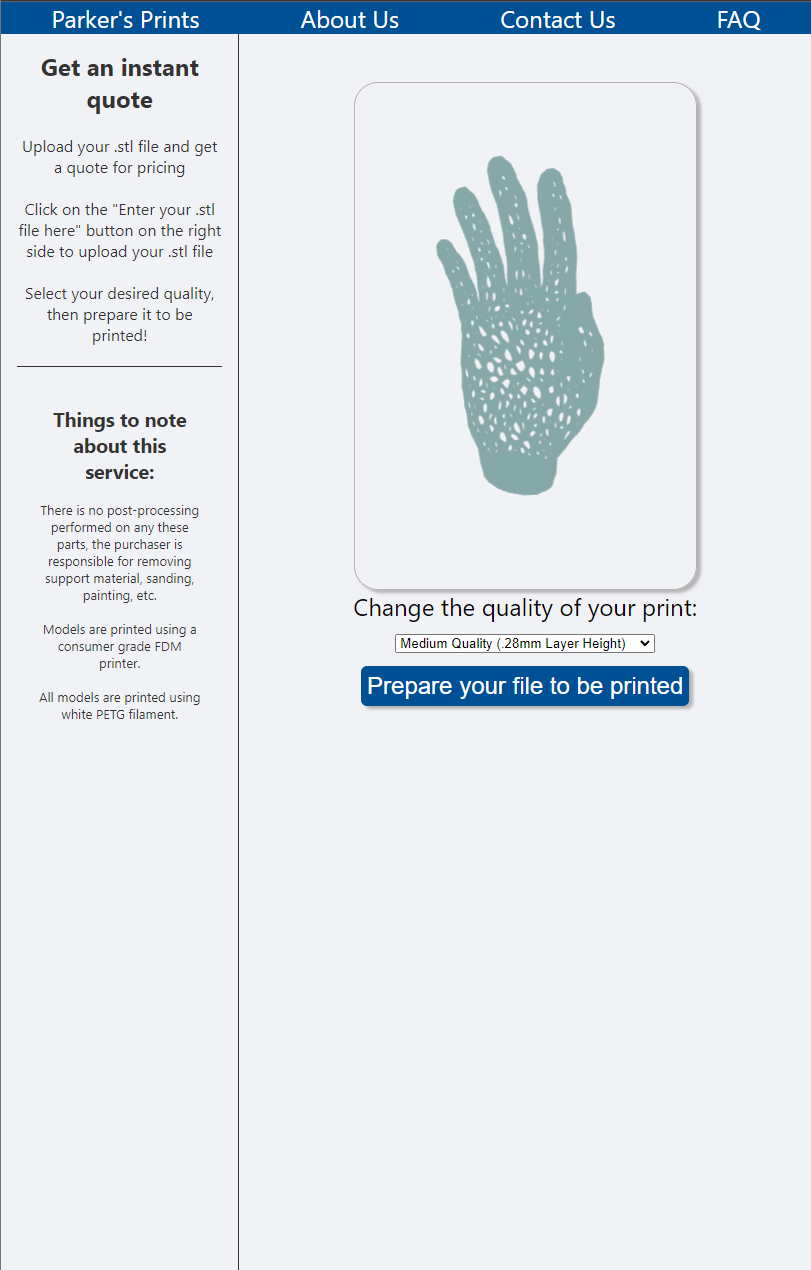 Parker's Prints About Us Contact Us FAQ
Get an instant
quote
Upload your .stl file and get
a quote for pricing
Click on the "Enter your .stl
file here" button on the right
side to upload your .stl file
Select your desired quality,
then prepare it to be
printed!
Things to note
about this
service:
There is no post-processing
performed on any these
parts, the purchaser is
responsible for removing
support material, sanding,
painting, etc.
Models are printed using a
consumer grade FDM
printer.
All models are printed using
white PETG filament.
Change the quality of your print:
Medium Quality (.28mm Layer Height)
Prepare your file to be printed